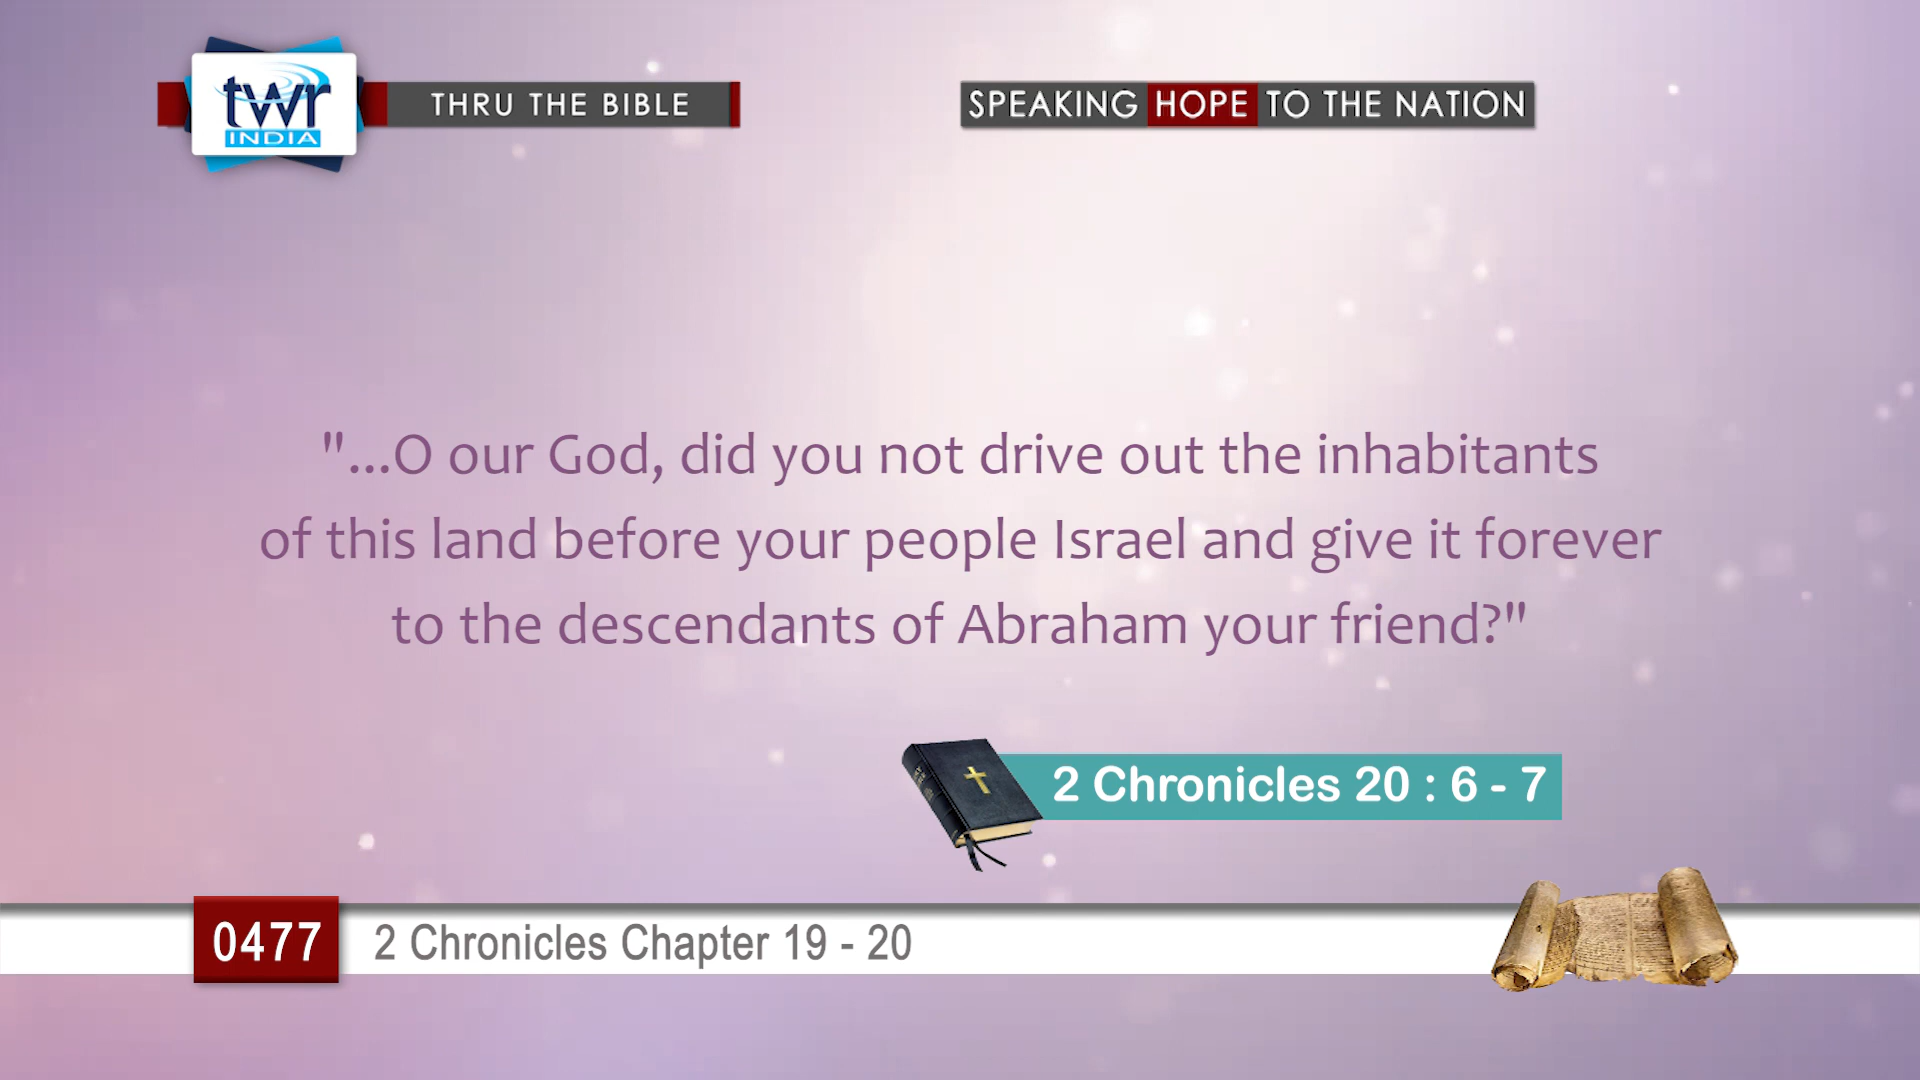 twr
INDIA
THRU THE BIBLE
SPEAKING HOPE TO THE NATION
"...O our God, did you not drive out the inhabitants
of this land before your people Israel and give it forever
to the descendants of Abraham your friend?"
2 Chronicles 20 : 6 - 7
0477
2 Chronicles Chapter 19 - 20